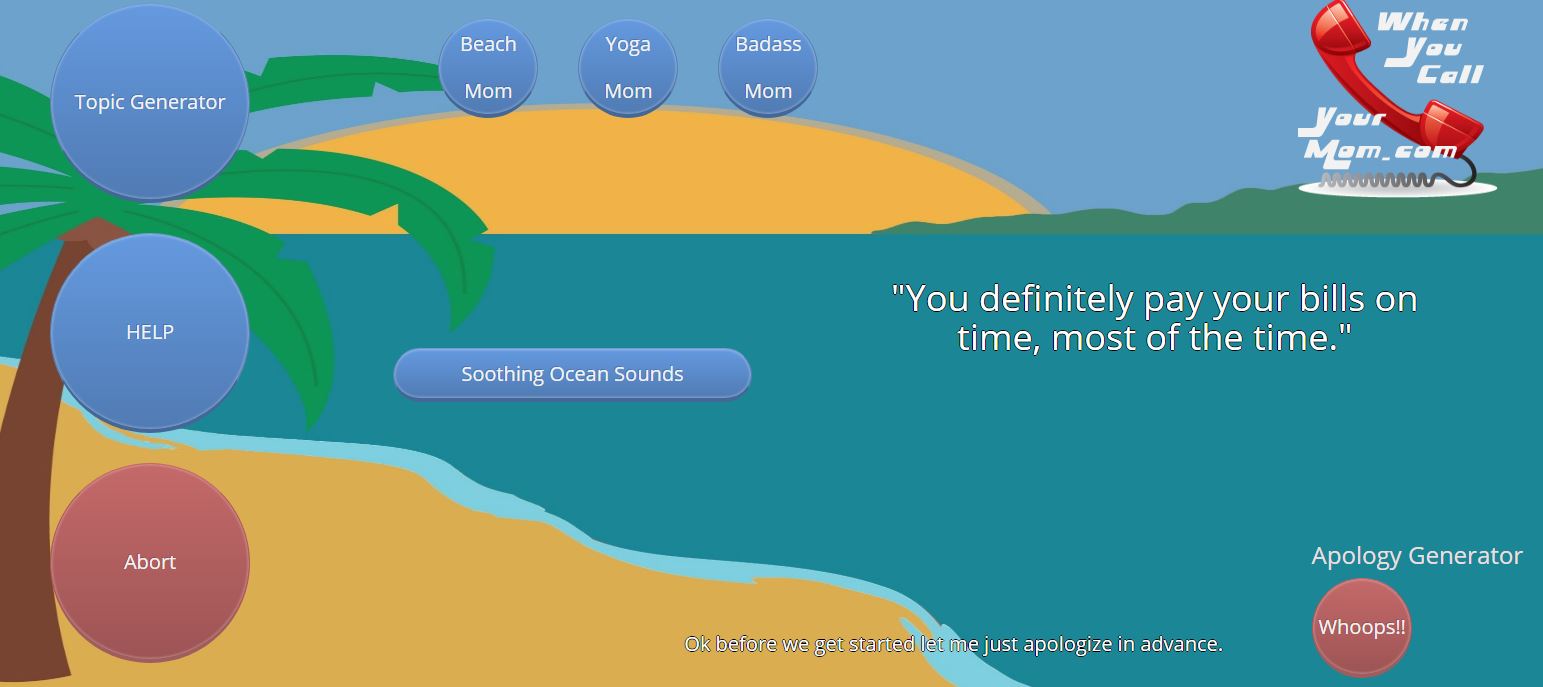 Topic Generator
Beach
Mom
Yoga
Mom
Badass
Mom
When
You
Call
Your
Mom.com
HELP
"You definitely pay your bills on
time, most of the time."
Soothing Ocean Sounds
Abort
Apology Generator
Whoops!!
Ok before we get started let me just apologize in advance.